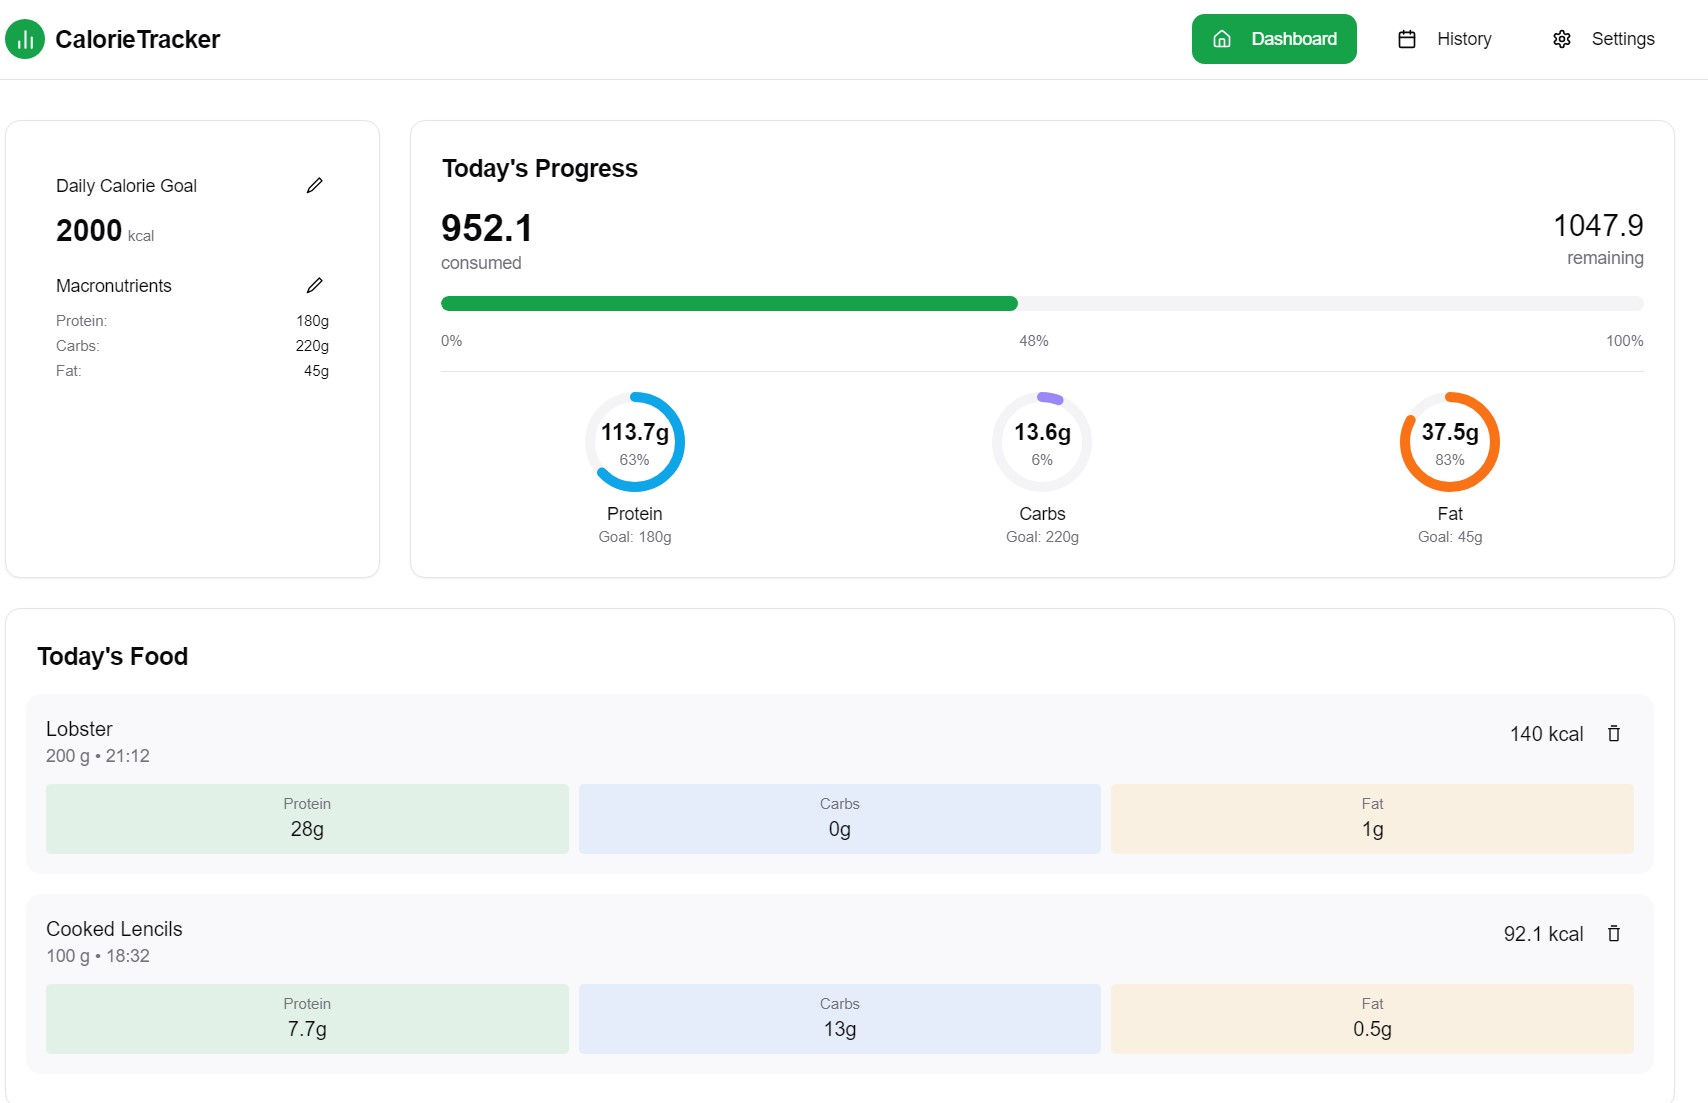 CalorieTracker
Dashboard
History
Settings
Daily Calorie Goal
2000 kcal
Macronutrients
Protein: 180g
Carbs: 220g
Fat: 45g
Today's Progress
952.1
consumed
1047.9
remaining
0% 48% 100%
113.7g
63%
Protein
Goal: 180g
13.6g
6%
Carbs
Goal: 220g
37.5g
83%
Fat
Goal: 45g
Today's Food
Lobster
200 g • 21:12
140 kcal
Protein
28g
Carbs
0g
Fat
1g
Cooked Lencils
100 g • 18:32
92.1 kcal
Protein
7.7g
Carbs
13g
Fat
0.5g